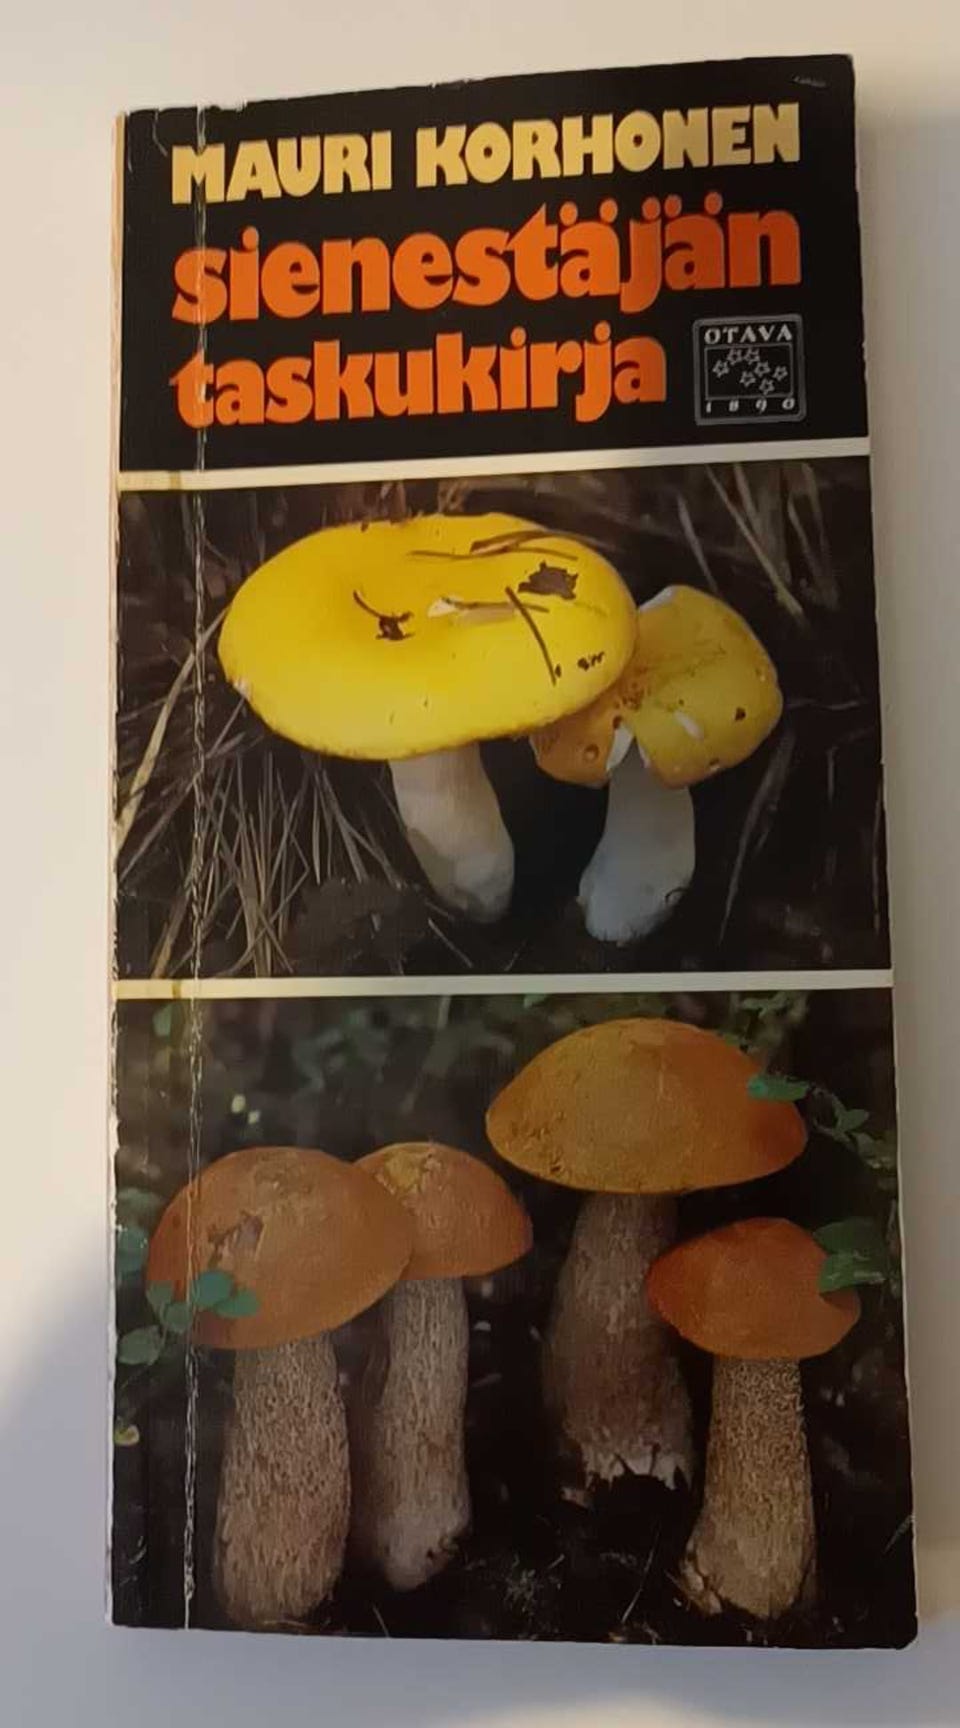 MAURI KORHONEN
sienestäjän
taskukirja
OTAVA
1890